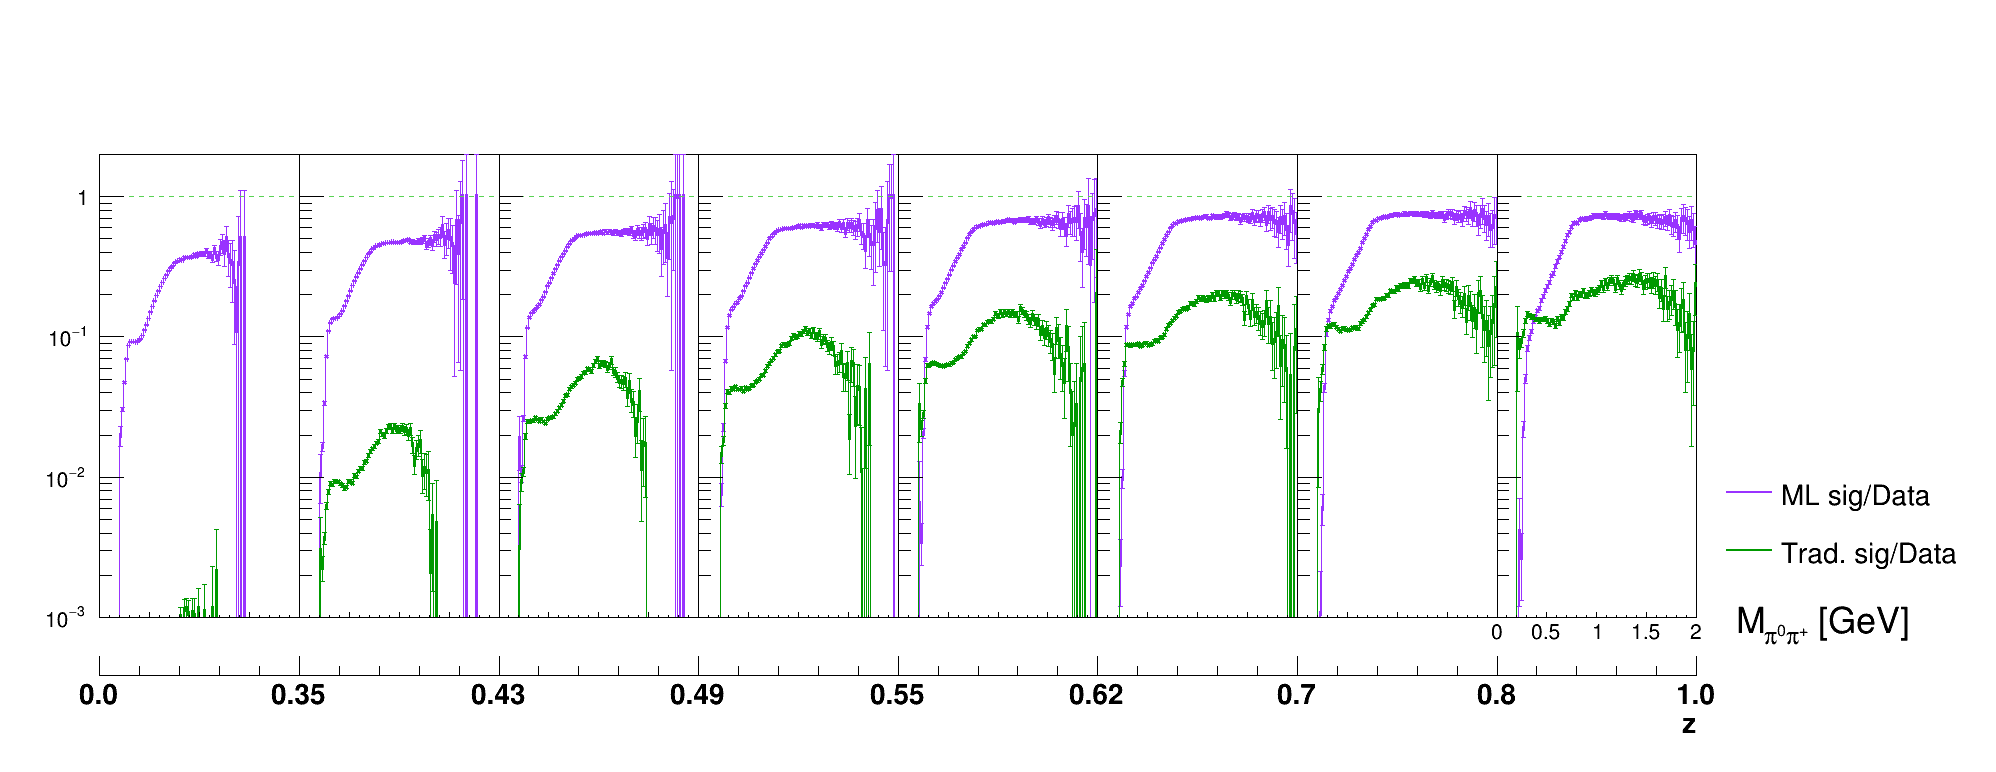 1
10⁻¹
10⁻²
10⁻³
ML sig/Data
Trad. sig/Data
0 0.5 1 1.5 2
Mπ⁰π⁺ [GeV]
0.0 0.35 0.43 0.49 0.55 0.62 0.7 0.8 1.0
z